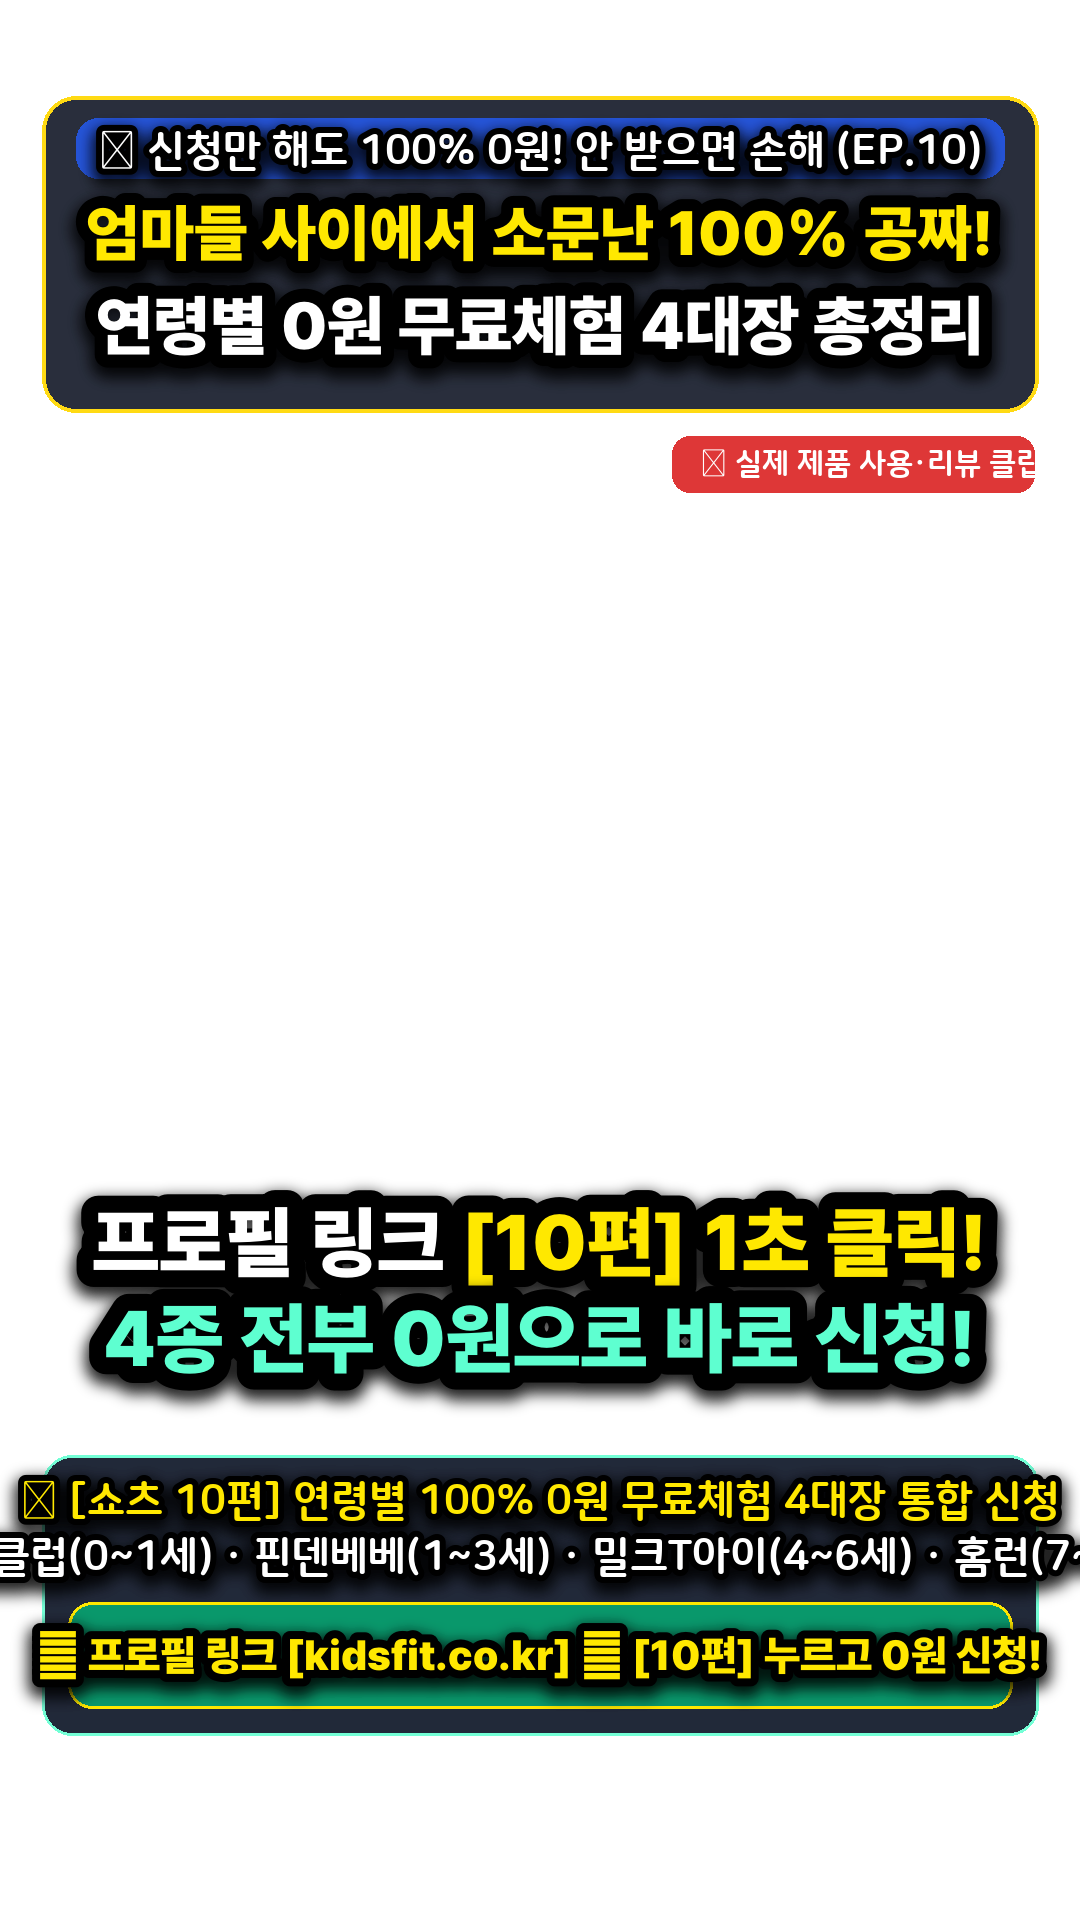 신청만 해도 100% 0원! 안 받으면 손해 (EP.10)
엄마들 사이에서 소문난 100% 공짜!
연령별 0원 무료체험 4대장 총정리
실제 제품 사용·리뷰 클립
프로필 링크 [10편] 1초 클릭!
4종 전부 0원으로 바로 신청!
[쇼츠 10편] 연령별 100% 0원 무료체험 4대장 통합 신청
클럽(0~1세) · 핀덴베베(1~3세) · 밀크T아이(4~6세) · 홈런(7~
프로필 링크 [kidsfit.co.kr] [10편] 누르고 0원 신청!